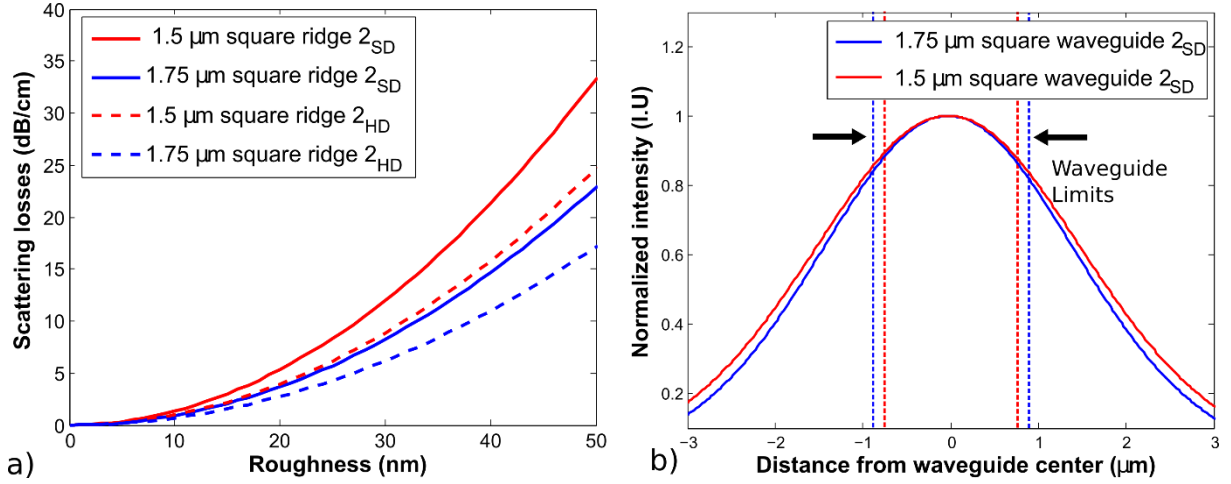 40
35
30
25
20
15
10
5
0
Scattering losses (dB/cm)
1.5 µm square ridge 2SD
1.75 µm square ridge 2SD
1.5 µm square ridge 2HD
1.75 µm square ridge 2HD
0 10 20 30 40 50
Roughness (nm)
a)
1.2
1
0.8
0.6
0.4
0.2
Normalized intensity (I.U)
1.75 µm square waveguide 2SD
1.5 µm square waveguide 2SD
Waveguide
Limits
−3 −2 −1 0 1 2 3
Distance from waveguide center (µm)
b)